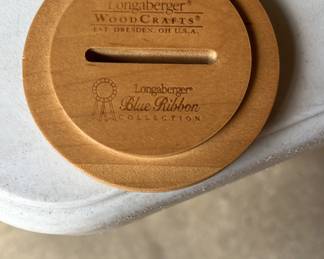 Longaberger®
WOODCRAFTS®
EST. DRESDEN, OH U.S.A.
Longaberger®
Blue Ribbon
COLLECTION